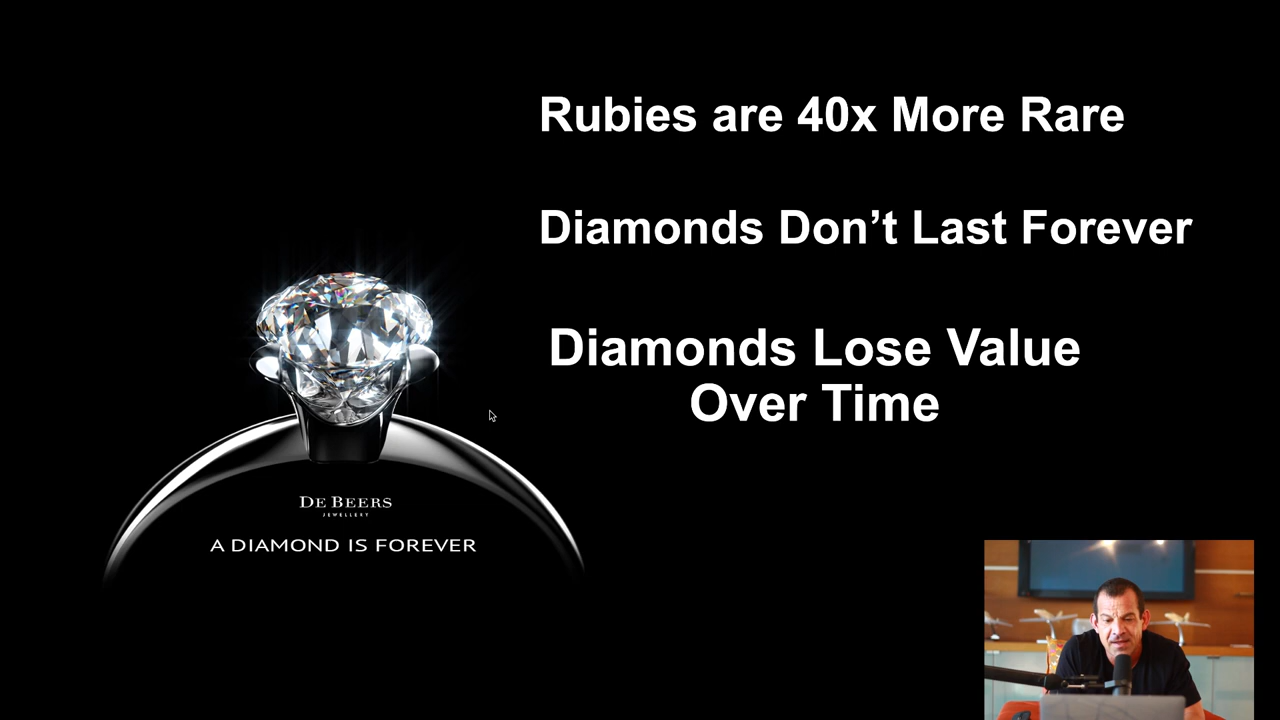 Rubies are 40x More Rare
Diamonds Don’t Last Forever
Diamonds Lose Value
Over Time
DE BEERS
JEWELLERY
A DIAMOND IS FOREVER